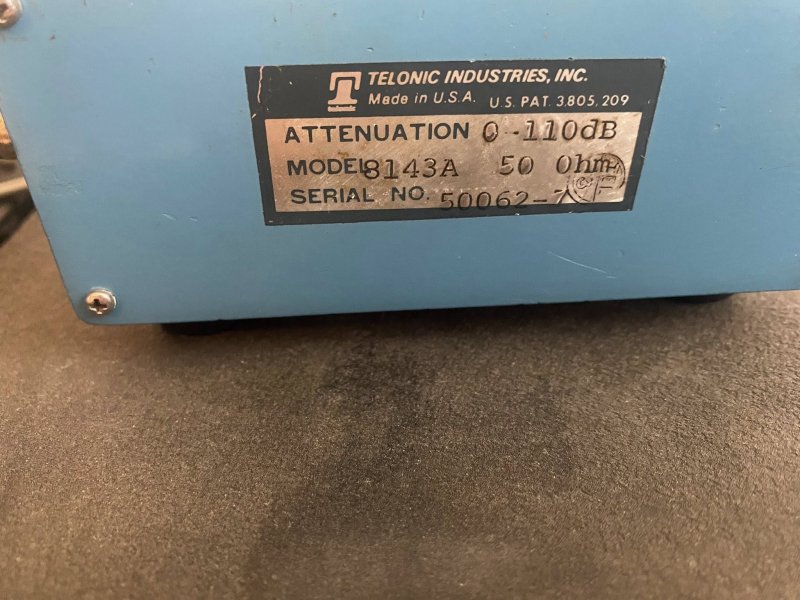 TELONIC INDUSTRIES, INC.
Made in U.S.A. U.S. PAT. 3,805,209
ATTENUATION 0-110dB
MODEL 8143A 50 Ohm
SERIAL NO. 50062-7